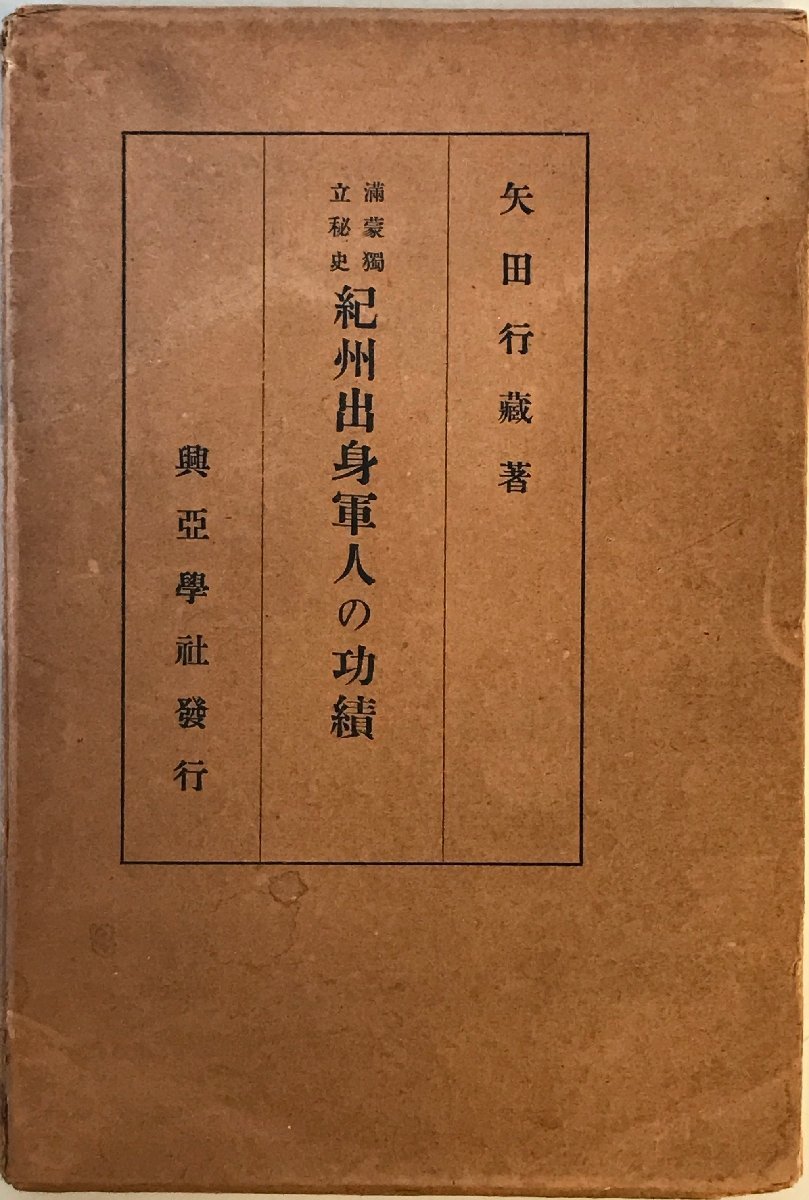 矢田行藏著
滿蒙獨
立秘史
紀州出身軍人の功績
興亞學社發行